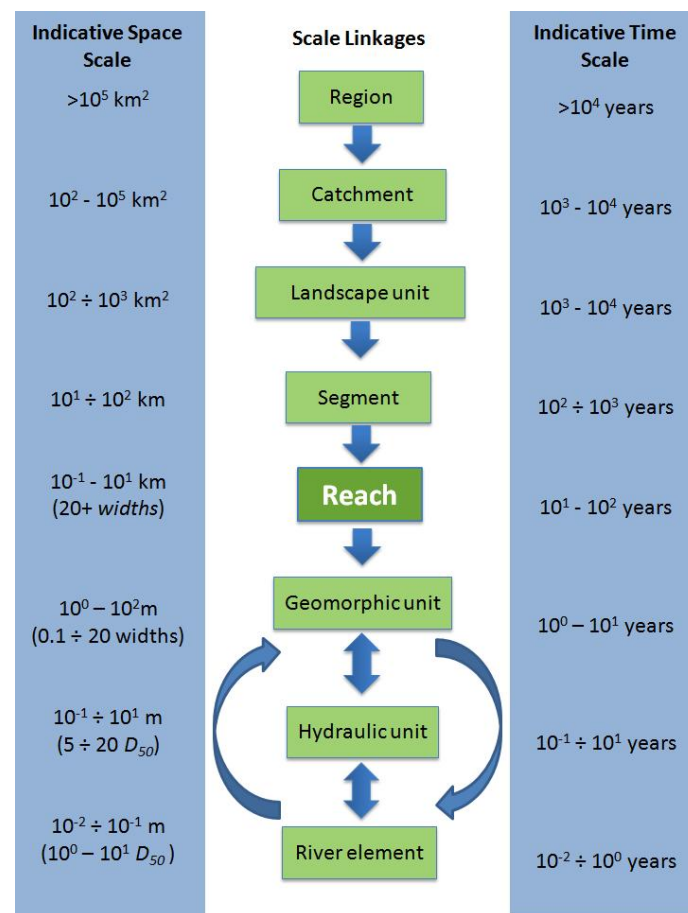 Indicative Space
Scale
>10⁵ km²
10² - 10⁵ km²
10² ÷ 10³ km²
10¹ ÷ 10² km
10⁻¹ - 10¹ km
(20+ widths)
10⁰ – 10²m
(0.1 ÷ 20 widths)
10⁻¹ ÷ 10¹ m
(5 ÷ 20 D₅₀)
10⁻² ÷ 10⁻¹ m
(10⁰ – 10¹ D₅₀ )
Scale Linkages
Region
Catchment
Landscape unit
Segment
Reach
Geomorphic unit
Hydraulic unit
River element
Indicative Time
Scale
>10⁴ years
10³ - 10⁴ years
10³ - 10⁴ years
10² ÷ 10³ years
10¹ - 10² years
10⁰ – 10¹ years
10⁻¹ ÷ 10¹ years
10⁻² ÷ 10⁰ years